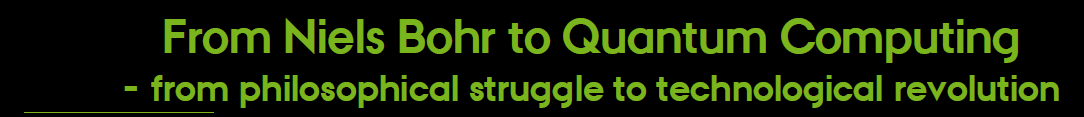 From Niels Bohr to Quantum Computing
- from philosophical struggle to technological revolution